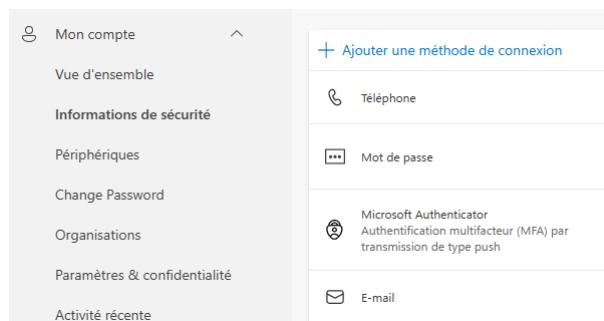 Mon compte
Vue d'ensemble
Informations de sécurité
Périphériques
Change Password
Organisations
Paramètres & confidentialité
Activité récente
Ajouter une méthode de connexion
Téléphone
Mot de passe
Microsoft Authenticator
Authentification multifacteur (MFA) par
transmission de type push
E-mail